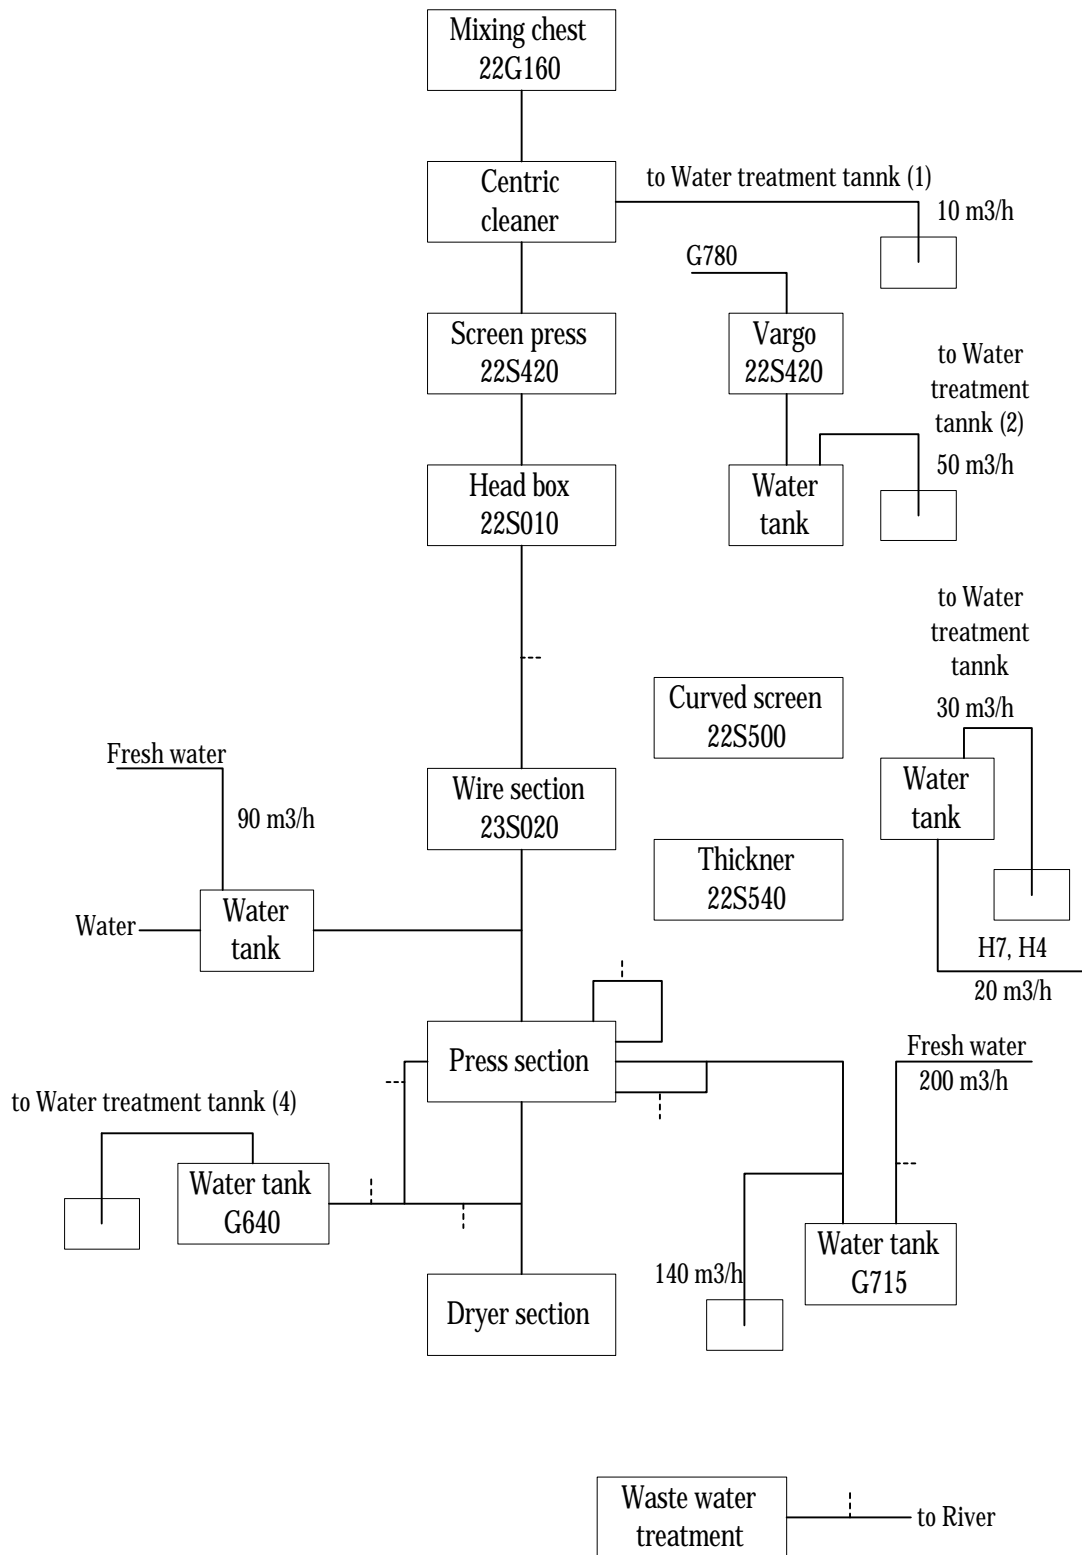 Mixing chest
22G160
Centric
cleaner
to Water treatment tannk (1)
10 m3/h
G780
Screen press
22S420
Vargo
22S420
to Water
treatment
tannk (2)
50 m3/h
Head box
22S010
Water
tank
to Water
treatment
tannk
30 m3/h
Curved screen
22S500
Fresh water
90 m3/h
Wire section
23S020
Water
tank
Thickner
22S540
Water
Water
tank
H7, H4
20 m3/h
Press section
Fresh water
200 m3/h
to Water treatment tannk (4)
Water tank
G640
Water tank
G715
140 m3/h
Dryer section
Waste water
treatment
to River